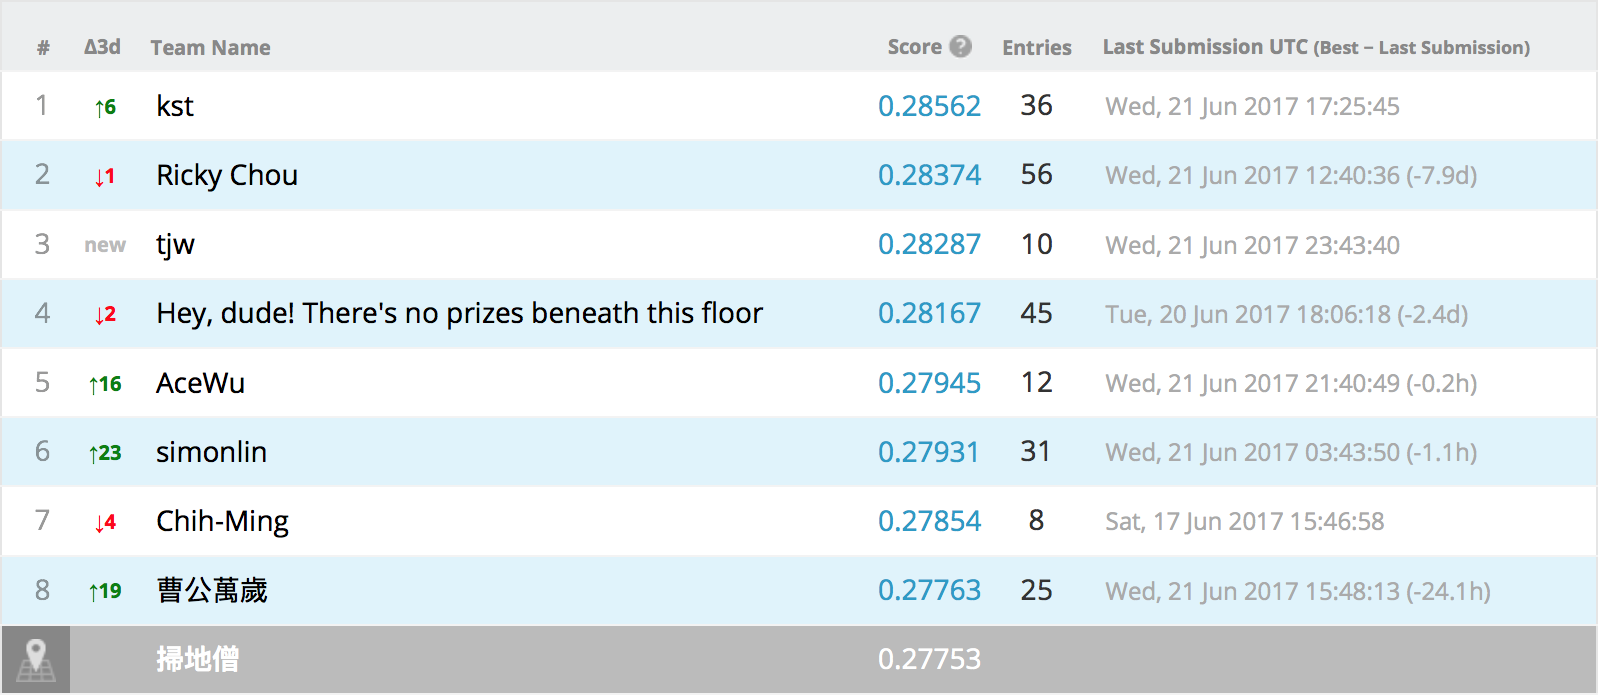 # Δ3d Team Name Score ? Entries Last Submission UTC (Best − Last Submission)
1 ↑6 kst 0.28562 36 Wed, 21 Jun 2017 17:25:45
2 ↓1 Ricky Chou 0.28374 56 Wed, 21 Jun 2017 12:40:36 (-7.9d)
3 new tjw 0.28287 10 Wed, 21 Jun 2017 23:43:40
4 ↓2 Hey, dude! There's no prizes beneath this floor 0.28167 45 Tue, 20 Jun 2017 18:06:18 (-2.4d)
5 ↑16 AceWu 0.27945 12 Wed, 21 Jun 2017 21:40:49 (-0.2h)
6 ↑23 simonlin 0.27931 31 Wed, 21 Jun 2017 03:43:50 (-1.1h)
7 ↓4 Chih-Ming 0.27854 8 Sat, 17 Jun 2017 15:46:58
8 ↑19 曹公萬歲 0.27763 25 Wed, 21 Jun 2017 15:48:13 (-24.1h)
掃地僧 0.27753